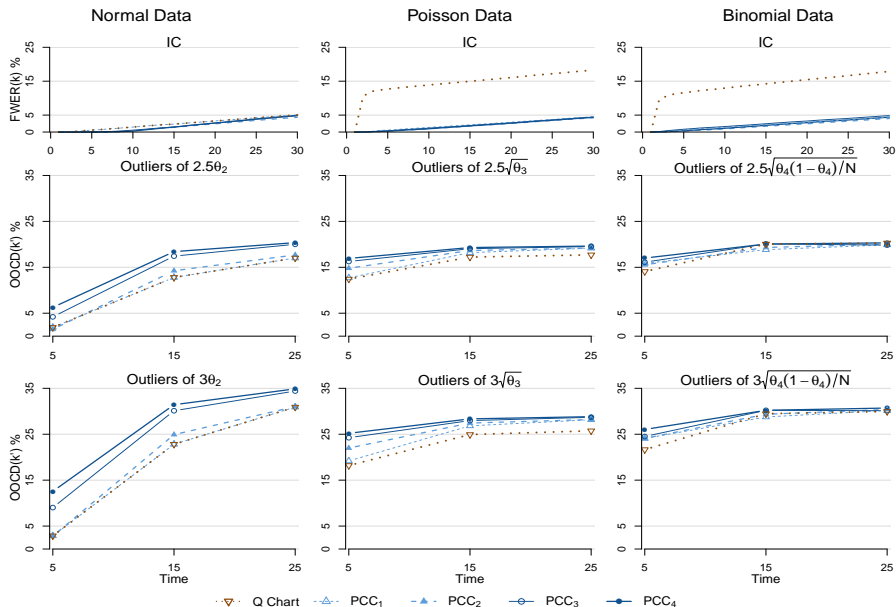 Normal Data Poisson Data Binomial Data
IC IC IC
FWER(k) %
0 5 15 25
0 5 10 15 20 25 30
0 5 15 25
0 5 10 15 20 25 30
0 5 15 25
0 5 10 15 20 25 30
Outliers of 2.5θ₂ Outliers of 2.5√θ₃ Outliers of 2.5√θ₄(1−θ₄)/N
OOCD(k') %
0 5 15 25 35
5 15 25
0 5 15 25 35
5 15 25
0 5 15 25 35
5 15 25
Outliers of 3θ₂ Outliers of 3√θ₃ Outliers of 3√θ₄(1−θ₄)/N
OOCD(k') %
0 5 15 25 35
5 15 25
0 5 15 25 35
5 15 25
0 5 15 25 35
5 15 25
Time Time Time
Q Chart PCC₁ PCC₂ PCC₃ PCC₄